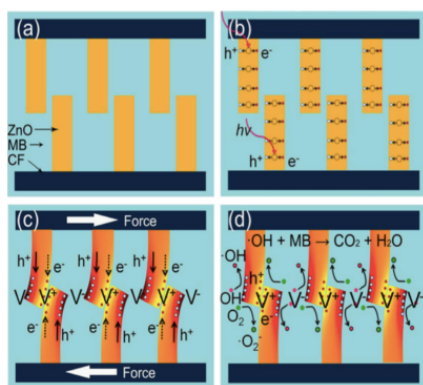 (a)
ZnO
MB
CF
(b)
h⁺ e⁻
hν
h⁺ e⁻
(c) Force
h⁺ e⁻
V⁻ V⁺ V⁻ V⁺ V⁻ V⁺ V⁻
e⁻ h⁺
Force
(d)
·OH + MB → CO₂ + H₂O
·OH
h⁺
OH⁻ V⁺ V⁻ V⁺ V⁻ V⁺ V⁻
O₂ e⁻
·O₂⁻